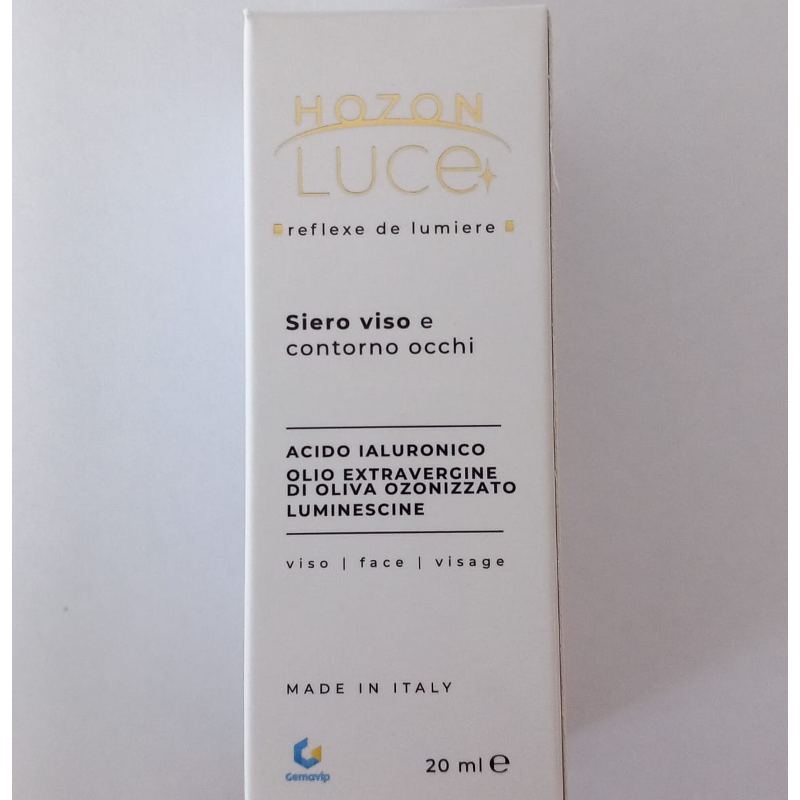 HOZON
LUCe
reflexe de lumiere
Siero viso e
contorno occhi
ACIDO IALURONICO
OLIO EXTRAVERGINE
DI OLIVA OZONIZZATO
LUMINESCINE
viso | face | visage
MADE IN ITALY
Gemavip
20 ml ℮